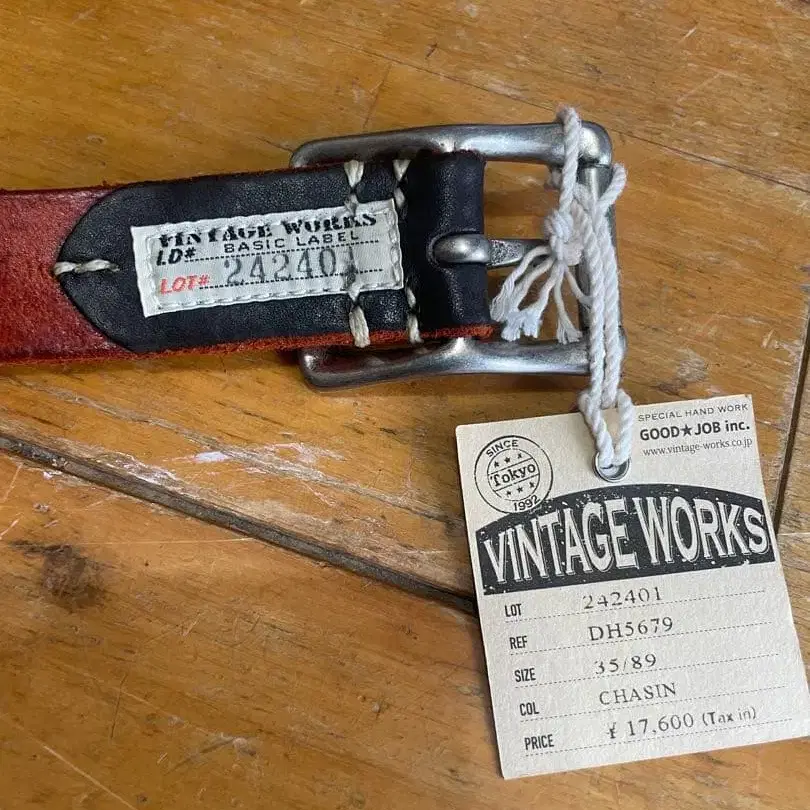 VINTAGE WORKS
BASIC LABEL
I.D#
LOT# 242401
SPECIAL HAND WORK
GOOD★JOB inc.
www.vintage-works.co.jp
SINCE
Tokyo
1992
VINTAGE WORKS
LOT 242401
REF DH5679
SIZE 35/89
COL CHASIN
PRICE ¥ 17,600 (Tax in)